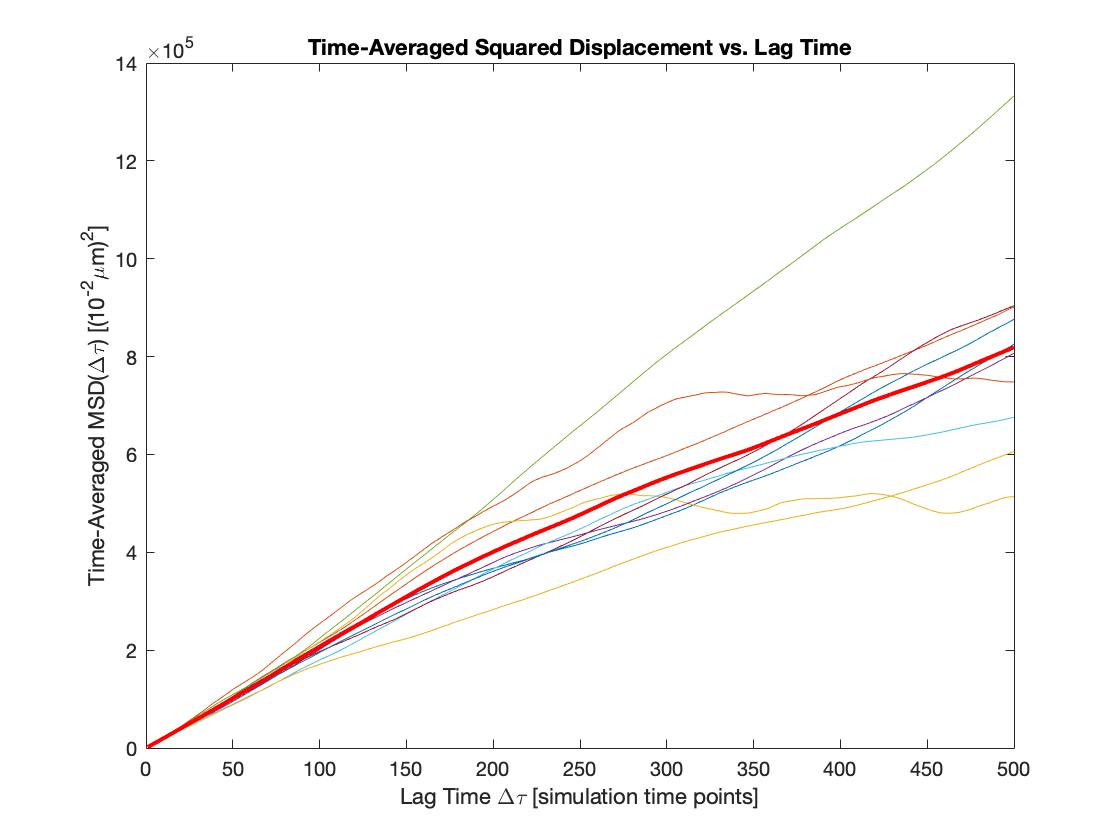 Time-Averaged Squared Displacement vs. Lag Time
×10⁵
14
12
10
8
6
4
2
0
Time-Averaged MSD(Δτ) [(10⁻² μm)²]
0 50 100 150 200 250 300 350 400 450 500
Lag Time Δτ [simulation time points]